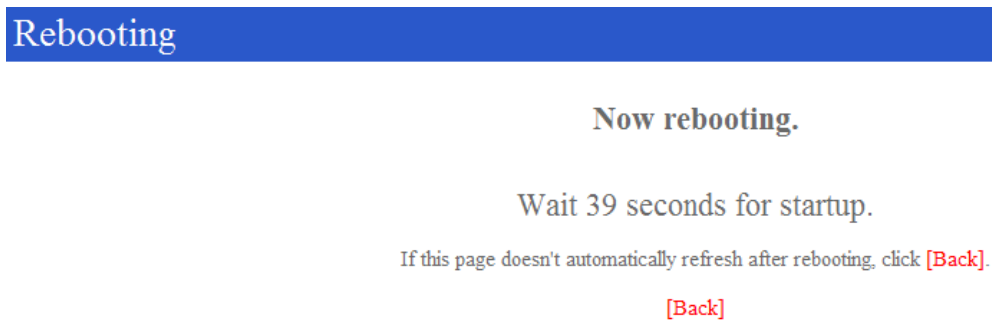 Rebooting
Now rebooting.
Wait 39 seconds for startup.
If this page doesn't automatically refresh after rebooting, click [Back].
[Back]